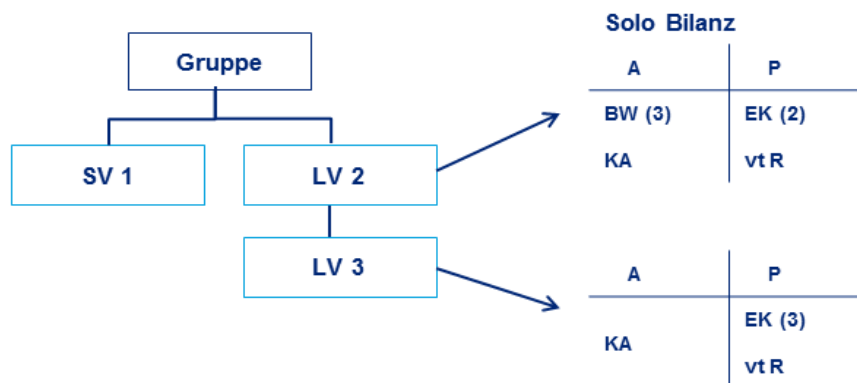 Solo Bilanz
Gruppe
A P
BW (3) EK (2)
SV 1 LV 2
KA vt R
LV 3
A P
EK (3)
KA
vt R